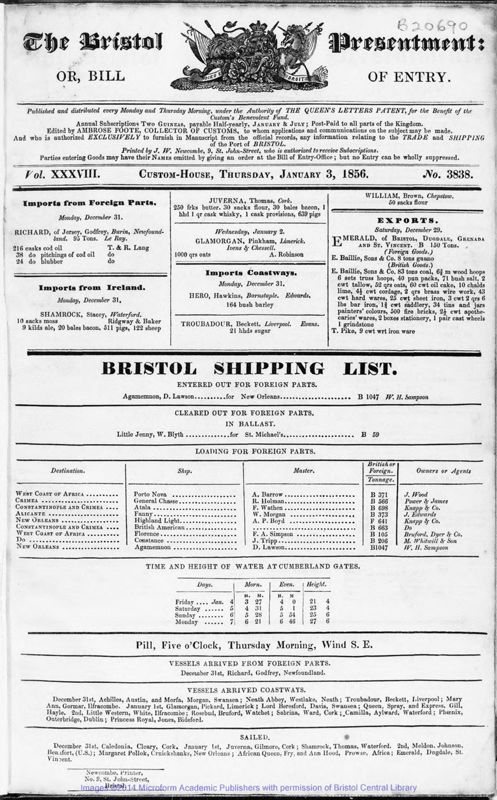 B20690
The Bristol Presentment:
OR, BILL OF ENTRY.
Published and distributed every Monday and Thursday Morning, under the Authority of THE QUEEN'S LETTERS PATENT, for the Benefit of the
Custom's Benevolent Fund.
Annual Subscriptions Two Guineas, payable Half-yearly, January & July; Post-Paid to all parts of the Kingdom.
Edited by AMBROSE FOOTE, COLLECTOR OF CUSTOMS, to whom applications and communications on the subject may be made.
And who is authorized EXCLUSIVELY to furnish in Manuscript from the official records, any information relating to the TRADE and SHIPPING
of the Port of BRISTOL.
Printed by J. W. Newcombe, 9, St. John-Street, who is authorized to receive Subscriptions.
Parties entering Goods may have their NAMES omitted by giving an order at the Bill of Entry-Office; but no Entry can be wholly suppressed.
Vol. XXXVIII. Custom-House, Thursday, January 3, 1856. No. 3838.
Imports from Foreign Parts.
Monday, December 31.
RICHARD, of Jersey, Godfrey, Burin, Newfound-
land. 95 Tons. Le Ray.
216 casks cod oil T. & R. Lang
38 do pitchings of cod oil do
24 do blubber do
Imports from Ireland.
Monday, December 31,
SHAMROCK, Stacey, Waterford.
10 sacks moss Ridgway & Baker
9 kilds ale, 20 bales bacon, 511 pigs, 122 sheep
JUVERNA, Thomas, Cork.
250 frks butter. 30 sacks flour, 30 bales bacon, 1
hhd 1 qr cask whisky, 1 cask provisions, 639 pigs
Wednesday, January 2.
GLAMORGAN, Pinkham, Limerick.
Ivens & Chessell.
1000 qrs oats A. Robinson
Imports Coastways.
Monday, December 31.
HERO, Hawkins, Barnstaple. Edwards.
164 bush barley
TROUBADOUR, Beckett, Liverpool. Evans.
21 hhds sugar
WILLIAM, Brown, Chepstow.
50 sacks flour
EXPORTS.
Saturday, December 29.
EMERALD, of Bristol, Dugdale, Grenada
and St. Vincent. B 150 Tons.
(Foreign Goods.)
E. Baillie, Sons & Co. 8 tons guano
(British Goods.)
E. Baillie, Sons & Co. 83 tons coal, 6¾ m wood hoops
6 sets truss hoops, 40 pun packs, 71 bush salt, 2
cwt tallow, 52 qrs oats, 60 cwt oil cake, 10 chalds
lime, 4½ cwt cordage, 2 qrs brass wire work, 43
cwt hard wares, 25 cwt sheet iron, 3 cwt 2 qrs 6
lbs bar iron, 1¾ cwt saddlery, 34 tins and jars
painters' colours, 500 fire bricks, 2½ cwt apothe-
caries' wares, 2 boxes stationery, 1 pair cast wheels
1 grindstone
T. Pike, 9 cwt wrt iron ware
BRISTOL SHIPPING LIST.
ENTERED OUT FOR FOREIGN PARTS.
Agamemnon, D. Lawson..........for New Orleans.................... B 1047 W. H. Sampson
CLEARED OUT FOR FOREIGN PARTS.
IN BALLAST.
Little Jenny, W. Blyth ............for St. Michael's.................... B 59
LOADING FOR FOREIGN PARTS.
Destination. Ship. Master. British or Foreign. Tonnage. Owners or Agents
West Coast of Africa Porto Nova A. Barrow B 371 J. Wood
Crimea General Chasse R. Holman B 566 Power & James
Constantinople and Crimea Atala F. Wathen B 698 Knapp & Co.
Alicante Fanny W. Morgan B 373 J. Edwards
New Orleans Highland Light A. P. Boyd F 641 Knapp & Co.
Constantinople and Crimea British American B 663 Do
West Coast of Africa Florence F. A. Simpson B 105 Bruford, Dyer & Co.
Do Constance J. Tripp B 206 M. Whitwill & Son
New Orleans Agamemnon D. Lawson B1047 W. H. Sampson
TIME AND HEIGHT OF WATER AT CUMBERLAND GATES.
Days. Morn. Even. Height.
H. M. H. M
Friday .... Jan. 4 3 27 4 0 21 4
Saturday 5 4 31 5 1 23 4
Sunday 6 5 28 5 54 25 6
Monday 7 6 21 6 46 27 6
Pill, Five o'Clock, Thursday Morning, Wind S. E.
VESSELS ARRIVED FROM FOREIGN PARTS.
December 31st, Richard, Godfrey, Newfoundland.
VESSELS ARRIVED COASTWAYS.
December 31st, Achilles, Austin, and Morfa, Morgan, Swansea; Neath Abbey, Westlake, Neath; Troubadour, Beckett, Liverpool; Mary
Ann, Gormar, Ilfracombe. January 1st, Glamorgan, Pickard, Limerick; Lord Beresford, Davis, Swansea; Queen, Spray, and Express, Gill,
Hayle. 2nd, Little Western, White, Ilfracombe; Rosebud, Bruford, Watchet; Sabrina, Ward, Cork; Camilla, Aylward, Waterford; Phœnix,
Outerbridge, Dublin; Princess Royal, Jones, Bideford.
SAILED.
December 31st, Caledonia, Cleary, Cork. January 1st, Juverna, Gilmore, Cork; Shamrock, Thomas, Waterford. 2nd, Meldon, Johnson,
Beaufort, (U.S.); Margaret Pollok, Cruickshanks, New Orleans; African Queen, Fry, and Ann Hood, Prowse, Africa; Emerald, Dugdale, St.
Vincent.
Newcombe, Printer,
No. 9, St. John-Street,
Bristol.
Image © 2014 Microform Academic Publishers with permission of Bristol Central Library